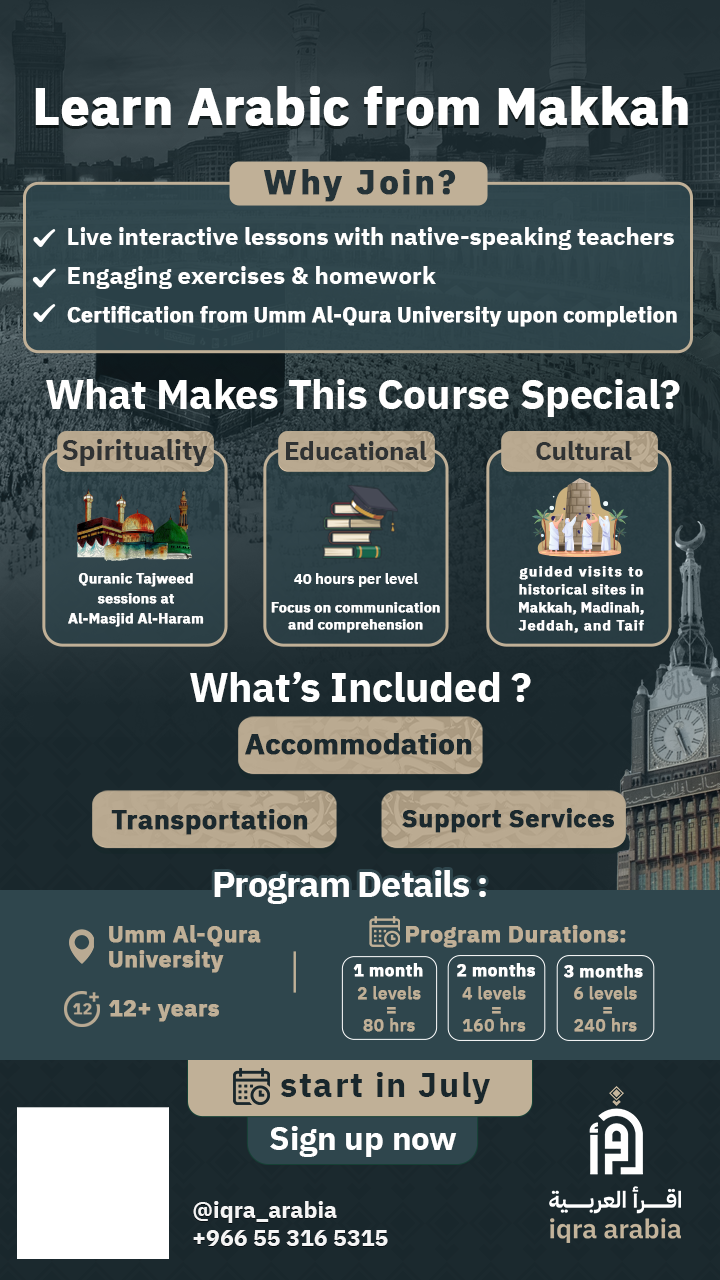 Learn Arabic from Makkah
Why Join?
Live interactive lessons with native-speaking teachers
Engaging exercises & homework
Certification from Umm Al-Qura University upon completion
What Makes This Course Special?
Spirituality
Quranic Tajweed
sessions at
Al-Masjid Al-Haram
Educational
40 hours per level
Focus on communication
and comprehension
Cultural
guided visits to
historical sites in
Makkah, Madinah,
Jeddah, and Taif
What's Included ?
Accommodation
Transportation
Support Services
Program Details :
Umm Al-Qura
University
12+
12+ years
Program Durations:
1 month
2 levels
=
80 hrs
2 months
4 levels
=
160 hrs
3 months
6 levels
=
240 hrs
start in July
Sign up now
@iqra_arabia
+966 55 316 5315
اقـــرأ العربـــية
iqra arabia